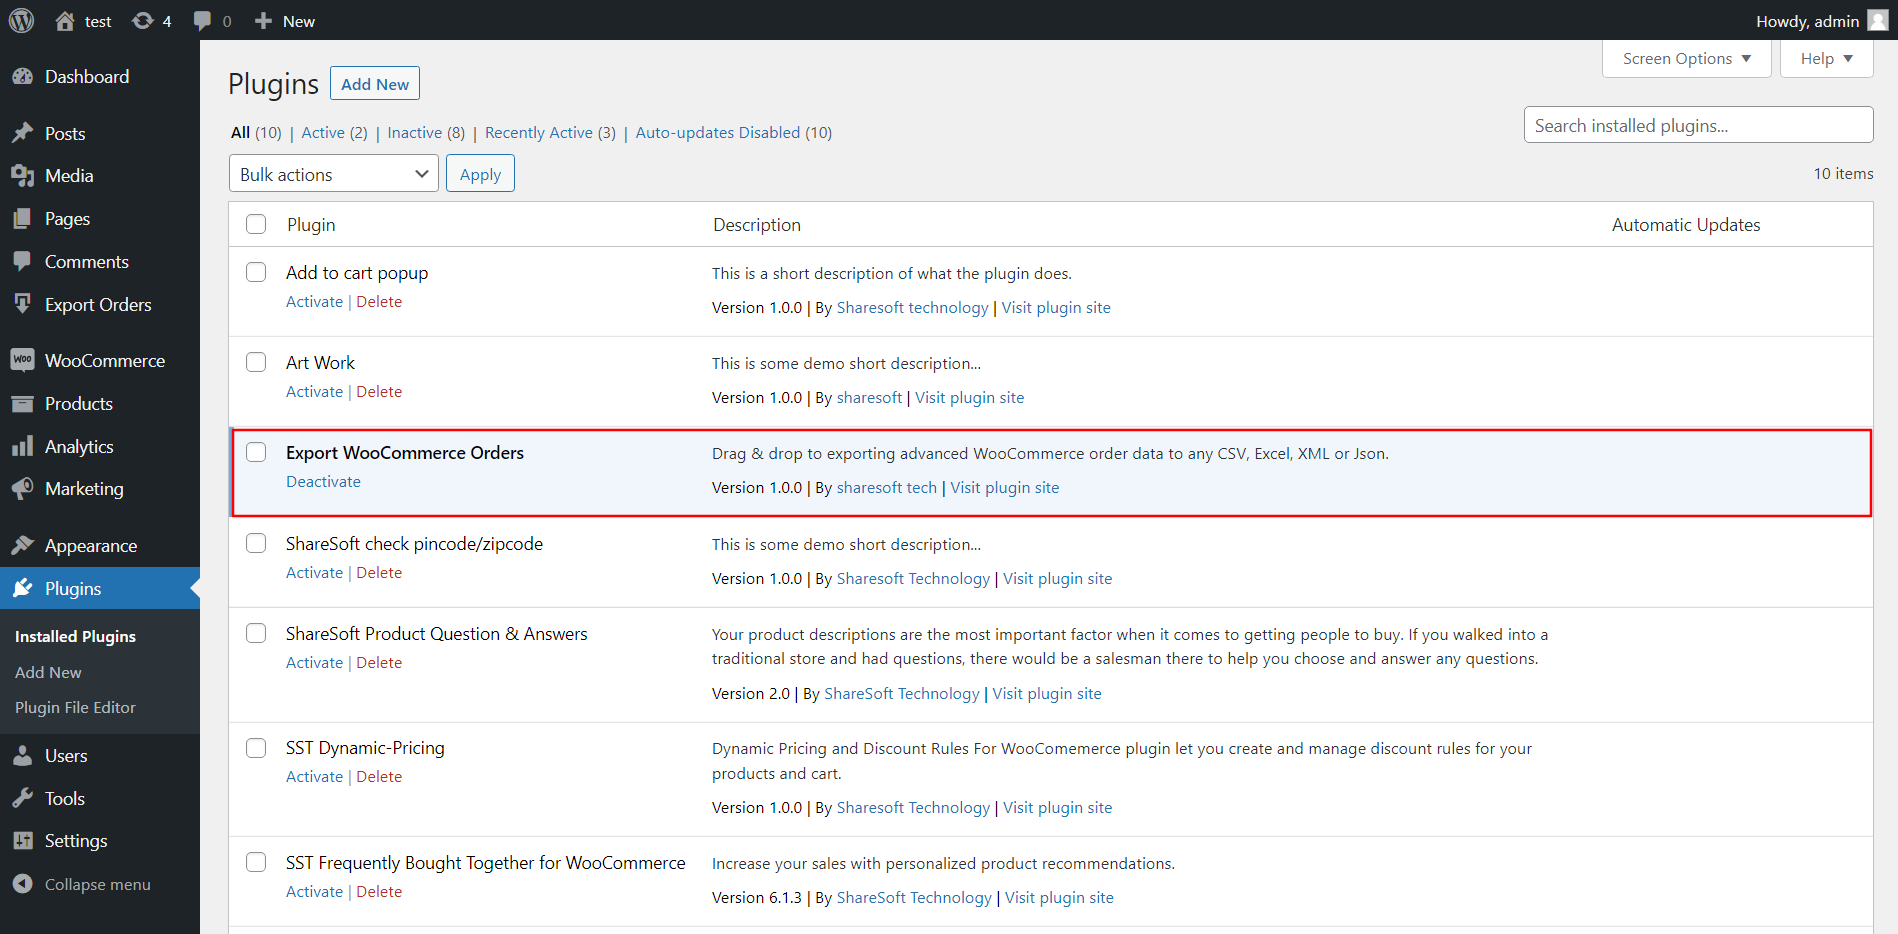 test 4 0 New Howdy, admin
Dashboard
Posts
Media
Pages
Comments
Export Orders
Woo WooCommerce
Products
Analytics
Marketing
Appearance
Plugins
Installed Plugins
Add New
Plugin File Editor
Users
Tools
Settings
Collapse menu
Screen Options Help
Plugins Add New
All (10) | Active (2) | Inactive (8) | Recently Active (3) | Auto-updates Disabled (10)
Search installed plugins...
Bulk actions Apply
10 items
Plugin Description Automatic Updates
Add to cart popup
Activate | Delete
This is a short description of what the plugin does.
Version 1.0.0 | By Sharesoft technology | Visit plugin site
Art Work
Activate | Delete
This is some demo short description...
Version 1.0.0 | By sharesoft | Visit plugin site
Export WooCommerce Orders
Deactivate
Drag & drop to exporting advanced WooCommerce order data to any CSV, Excel, XML or Json.
Version 1.0.0 | By sharesoft tech | Visit plugin site
ShareSoft check pincode/zipcode
Activate | Delete
This is some demo short description...
Version 1.0.0 | By Sharesoft Technology | Visit plugin site
ShareSoft Product Question & Answers
Activate | Delete
Your product descriptions are the most important factor when it comes to getting people to buy. If you walked into a
traditional store and had questions, there would be a salesman there to help you choose and answer any questions.
Version 2.0 | By ShareSoft Technology | Visit plugin site
SST Dynamic-Pricing
Activate | Delete
Dynamic Pricing and Discount Rules For WooComemerce plugin let you create and manage discount rules for your
products and cart.
Version 1.0.0 | By Sharesoft Technology | Visit plugin site
SST Frequently Bought Together for WooCommerce
Activate | Delete
Increase your sales with personalized product recommendations.
Version 6.1.3 | By ShareSoft Technology | Visit plugin site